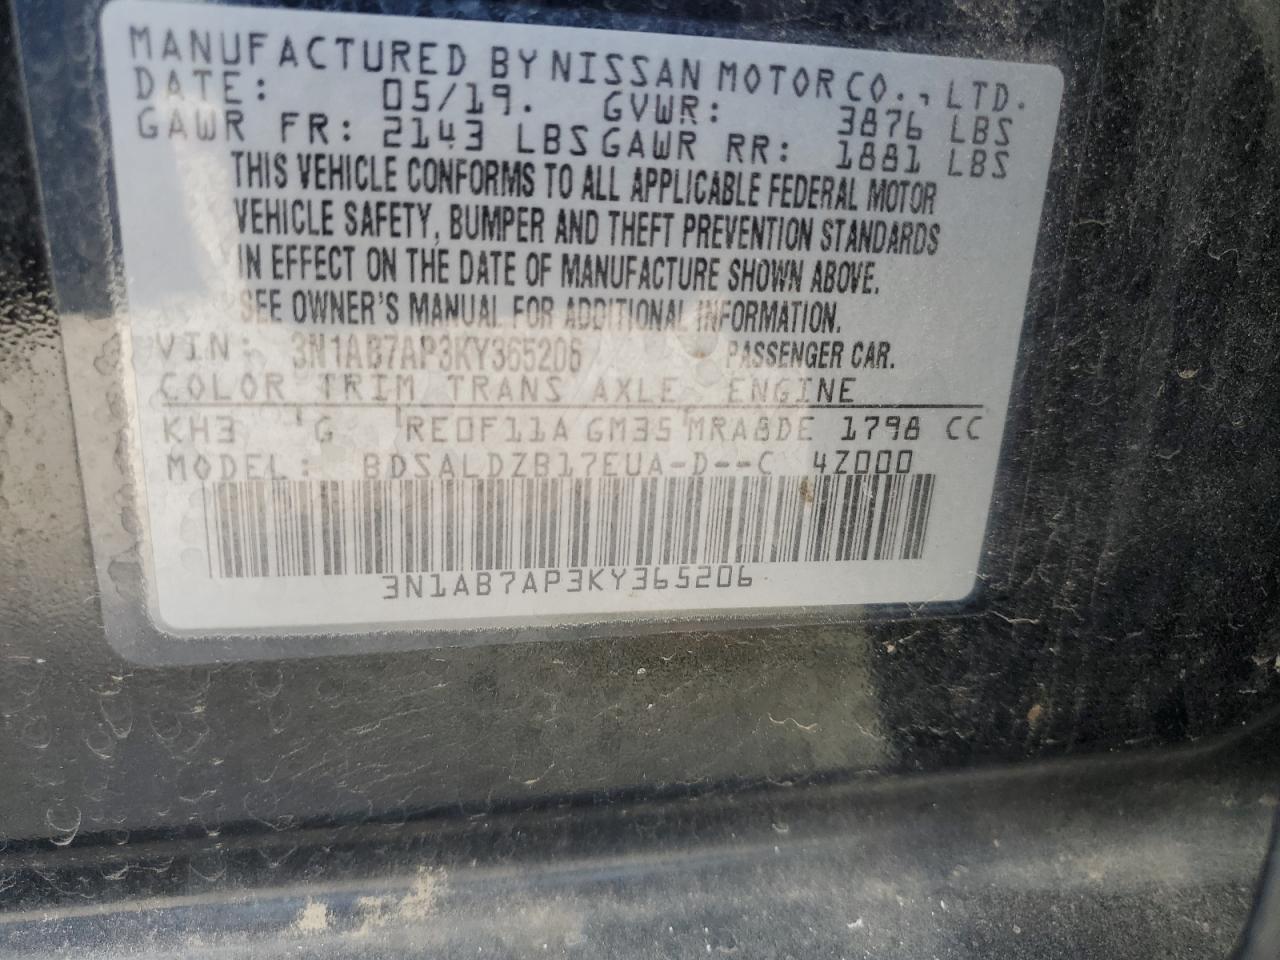 MANUFACTURED BY NISSAN MOTOR CO., LTD.
DATE: 05/19. GVWR: 3876 LBS
GAWR FR: 2143 LBS GAWR RR: 1881 LBS
THIS VEHICLE CONFORMS TO ALL APPLICABLE FEDERAL MOTOR
VEHICLE SAFETY, BUMPER AND THEFT PREVENTION STANDARDS
IN EFFECT ON THE DATE OF MANUFACTURE SHOWN ABOVE.
SEE OWNER'S MANUAL FOR ADDITIONAL INFORMATION.
VIN: 3N1AB7AP3KY365206 PASSENGER CAR.
COLOR TRIM TRANS AXLE ENGINE
KH3 G RE0F11A GM35 MRA8DE 1798 CC
MODEL: BDSALDZB17EUA-D--C 4Z000
3N1AB7AP3KY365206